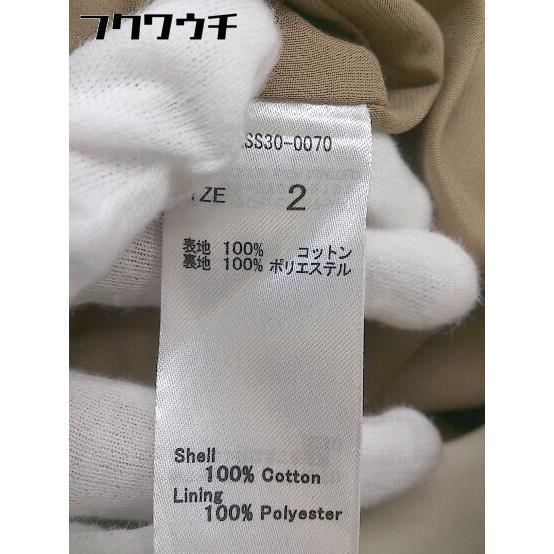 フクワウチ
SS30-0070
IZE 2
表地 100% コットン
裏地 100% ポリエステル
Shell
100% Cotton
Lining
100% Polyester